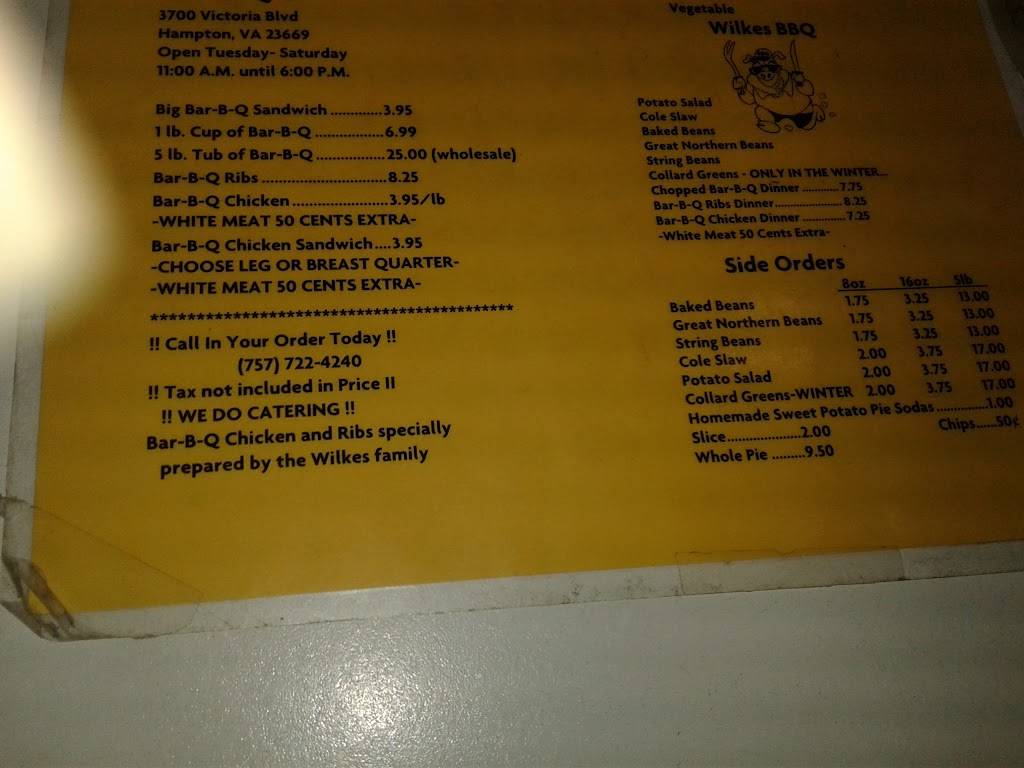 3700 Victoria Blvd
Hampton, VA 23669
Open Tuesday- Saturday
11:00 A.M. until 6:00 P.M.
Big Bar-B-Q Sandwich ............3.95
1 lb. Cup of Bar-B-Q ................6.99
5 lb. Tub of Bar-B-Q ................25.00 (wholesale)
Bar-B-Q Ribs .............................8.25
Bar-B-Q Chicken ......................3.95/lb
-WHITE MEAT 50 CENTS EXTRA-
Bar-B-Q Chicken Sandwich....3.95
-CHOOSE LEG OR BREAST QUARTER-
-WHITE MEAT 50 CENTS EXTRA-
****************************************
!! Call In Your Order Today !!
(757) 722-4240
!! Tax not included in Price II
!! WE DO CATERING !!
Bar-B-Q Chicken and Ribs specially
prepared by the Wilkes family
Vegetable
Wilkes BBQ
Potato Salad
Cole Slaw
Baked Beans
Great Northern Beans
String Beans
Collard Greens - ONLY IN THE WINTER...
Chopped Bar-B-Q Dinner ............7.75
Bar-B-Q Ribs Dinner.......................8.25
Bar-B-Q Chicken Dinner ..............7.25
-White Meat 50 Cents Extra-
Side Orders
8oz 16oz 5lb
Baked Beans 1.75 3.25 13.00
Great Northern Beans 1.75 3.25 13.00
String Beans 1.75 3.25 13.00
Cole Slaw 2.00 3.75 17.00
Potato Salad 2.00 3.75 17.00
Collard Greens-WINTER 2.00 3.75 17.00
Homemade Sweet Potato Pie Sodas..............1.00
Slice.....................2.00 Chips.....50¢
Whole Pie .........9.50